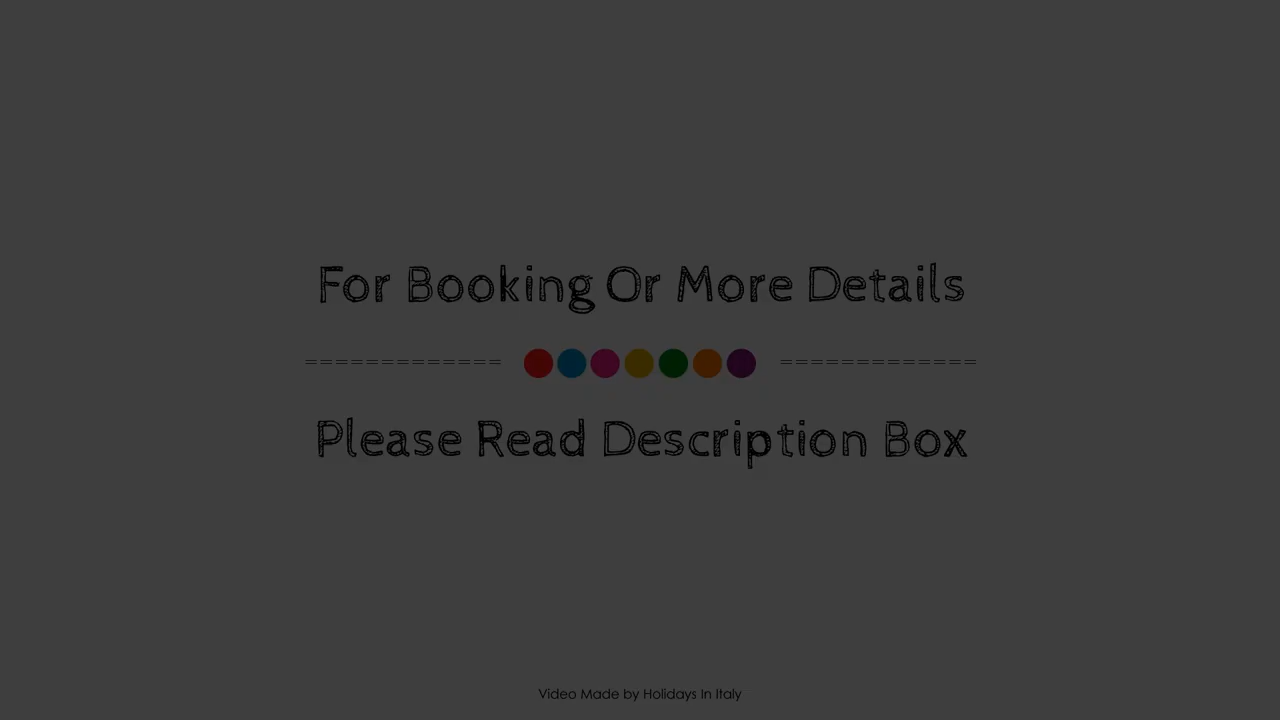 For Booking Or More Details
============= =============
Please Read Description Box
Video Made by Holidays In Italy